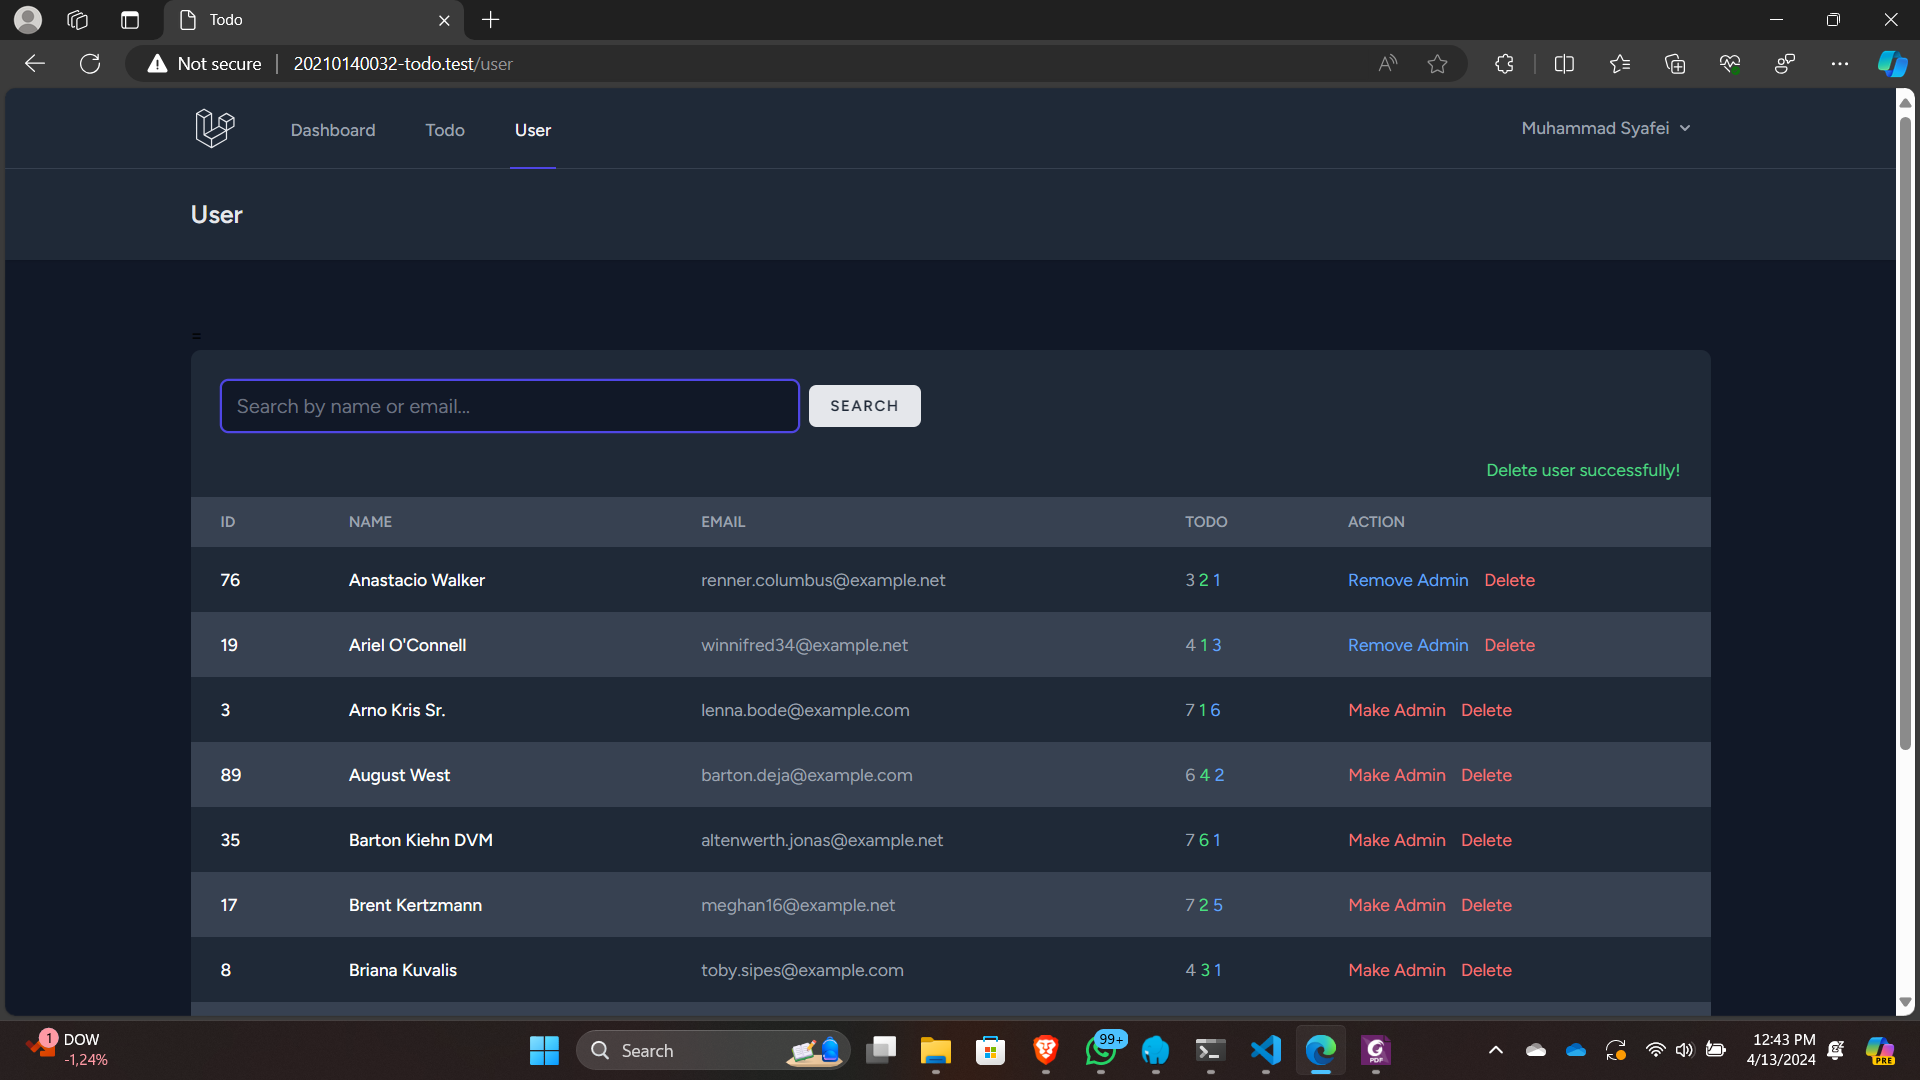 Todo
Not secure 20210140032-todo.test/user
Dashboard Todo User Muhammad Syafei
User
=
Search by name or email... SEARCH
Delete user successfully!
ID NAME EMAIL TODO ACTION
76 Anastacio Walker renner.columbus@example.net 3 2 1 Remove Admin Delete
19 Ariel O'Connell winnifred34@example.net 4 1 3 Remove Admin Delete
3 Arno Kris Sr. lenna.bode@example.com 7 1 6 Make Admin Delete
89 August West barton.deja@example.com 6 4 2 Make Admin Delete
35 Barton Kiehn DVM altenwerth.jonas@example.net 7 6 1 Make Admin Delete
17 Brent Kertzmann meghan16@example.net 7 2 5 Make Admin Delete
8 Briana Kuvalis toby.sipes@example.com 4 3 1 Make Admin Delete
1 DOW
-1,24%
Search
99+
PDF
12:43 PM
4/13/2024
PRE